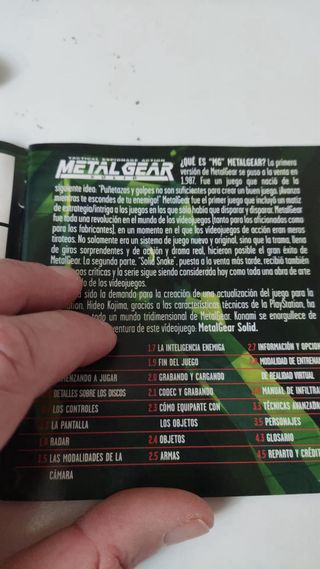 TACTICAL ESPIONAGE ACTION
METAL GEAR
SOLID
¿QUÉ ES "MG" METALGEAR? La primera
versión de MetalGear se puso a la venta en
1.987. Fue un juego que nació de la
siguiente idea. "Puñetazos y golpes no son suficientes para crear un buen juego. ¡Avanza
mientras te escondes de tu enemigo!" MetalGear fue el primer juego que incluyó un matiz
de estrategia/intriga a los juegos en los que sólo había que disparar y disparar. MetalGear
fue toda una revolución en el mundo de los videojuegos (tanto para los aficionados como
para los fabricantes), en un momento en el que los videojuegos de acción eran meros
tiroteos. No solamente era un sistema de juego nuevo y original, sino que la trama, llena
de giros sorprendentes y de acción y drama real, hicieron posible el gran éxito de
MetalGear. La segunda parte, "Solid Snake", puesta a la venta más tarde, recibió también
críticas y la serie sigue siendo considerada hoy como toda una obra de arte
de los videojuegos.
sido la demanda para la creación de una actualización del juego para la
Hideo Kojima, gracias a las características técnicas de la PlayStation, ha
todo un mundo tridimensional de MetalGear. Konami se enorgullece de
ventura de este videojuego. MetalGear Solid.
1.7 LA INTELIGENCIA ENEMIGA
1.9 FIN DEL JUEGO
2.0 GRABANDO Y CARGANDO
2.1 CODEC Y GRABANDO
2.3 CÓMO EQUIPARTE CON
LOS OBJETOS
2.4 OBJETOS
2.5 ARMAS
2.7 INFORMACIÓN Y OPCION
MODALIDAD DE ENTRENA
DE REALIDAD VIRTUAL
MANUAL DE INFILTRA
3.3 TÉCNICAS AVANZADA
3.5 PERSONAJES
4.3 GLOSARIO
4.5 REPARTO Y CRÉDIT
MENZANDO A JUGAR
DETALLES SOBRE LOS DISCOS
LOS CONTROLES
LA PANTALLA
RADAR
1.5 LAS MODALIDADES DE LA
CÁMARA